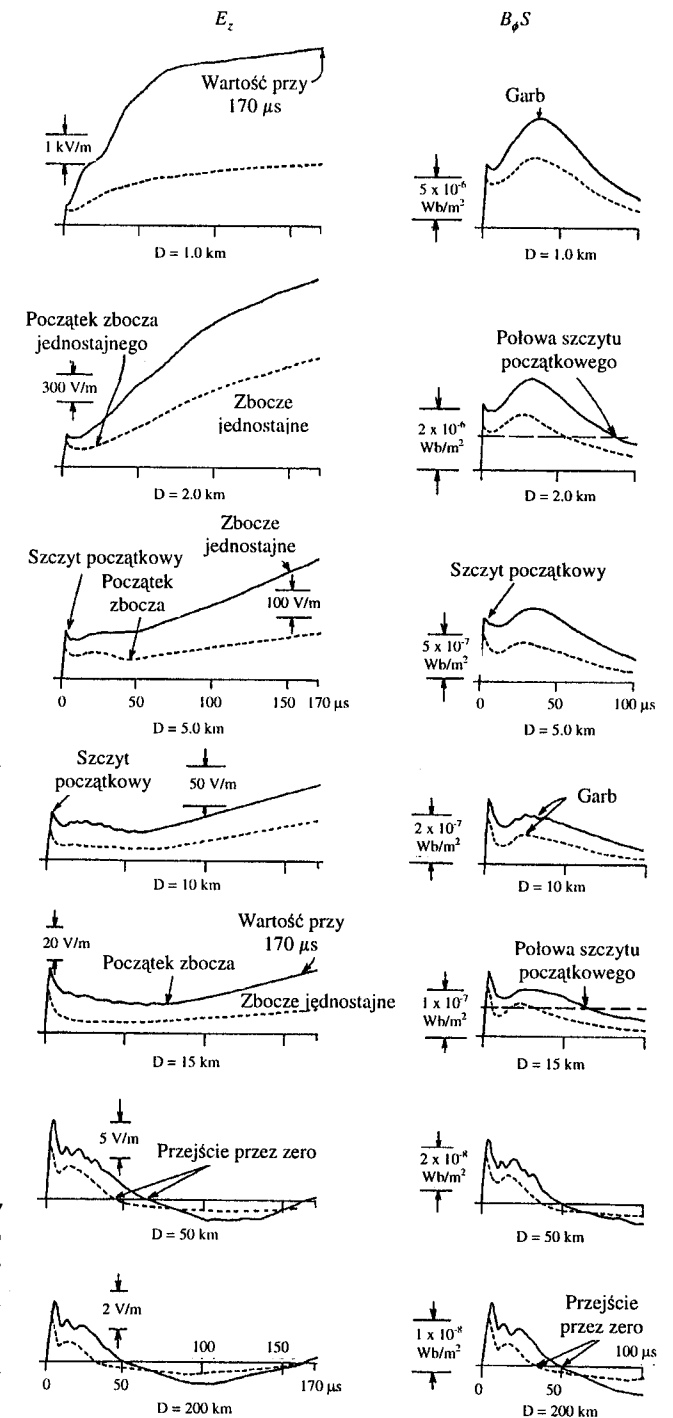 E_z
B_ϕS
Wartość przy
170 µs
1 kV/m
D = 1.0 km
Garb
5 x 10⁻⁶
Wb/m²
D = 1.0 km
Początek zbocza
jednostajnego
300 V/m
Zbocze
jednostajne
D = 2.0 km
Połowa szczytu
początkowego
2 x 10⁻⁶
Wb/m²
D = 2.0 km
Zbocze
jednostajne
Szczyt początkowy
Początek
zbocza
100 V/m
0 50 100 150 170 µs
D = 5.0 km
Szczyt początkowy
5 x 10⁻⁷
Wb/m²
0 50 100 µs
D = 5.0 km
Szczyt
początkowy
50 V/m
D = 10 km
Garb
2 x 10⁻⁷
Wb/m²
D = 10 km
Wartość przy
170 µs
20 V/m
Początek zbocza
Zbocze jednostajne
D = 15 km
Połowa szczytu
początkowego
1 x 10⁻⁷
Wb/m²
D = 15 km
5 V/m
Przejście przez zero
D = 50 km
2 x 10⁻⁸
Wb/m²
D = 50 km
2 V/m
100 150
0 50 170 µs
D = 200 km
Przejście
przez zero
1 x 10⁻⁸
Wb/m²
100 µs
0 50
D = 200 km